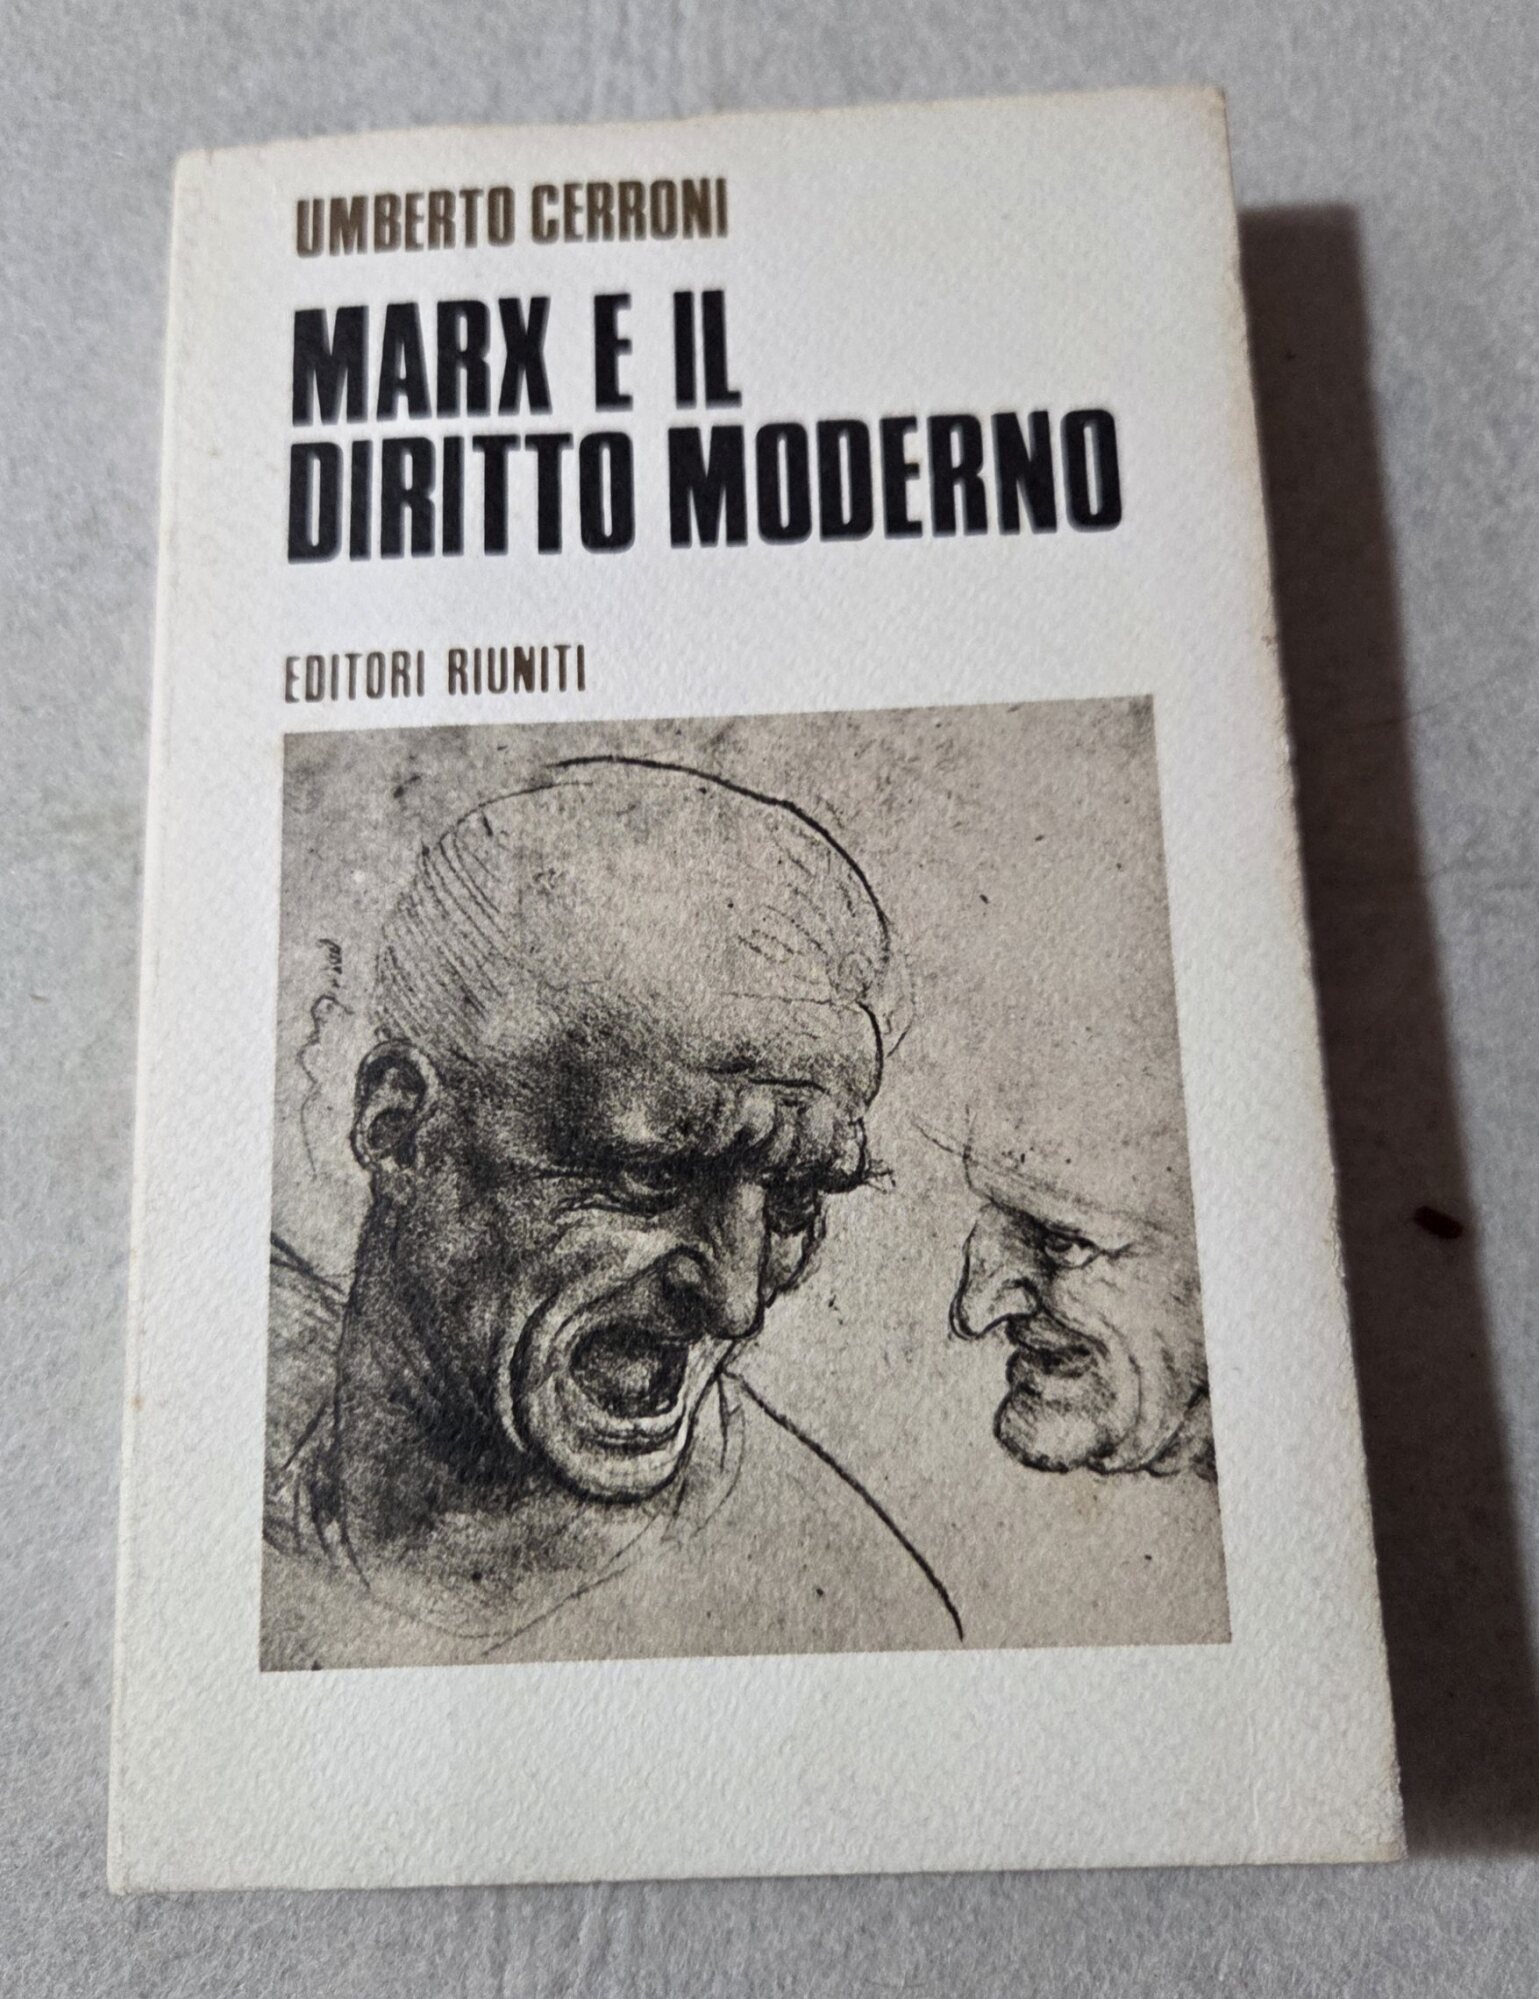 UMBERTO CERRONI
MARX E IL
DIRITTO MODERNO
EDITORI RIUNITI